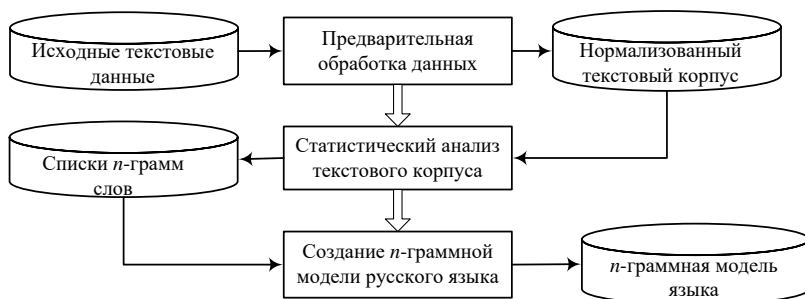 Исходные текстовые
данные
Предварительная
обработка данных
Нормализованный
текстовый корпус
Списки n-грамм
слов
Статистический анализ
текстового корпуса
Создание n-граммной
модели русского языка
n-граммная модель
языка